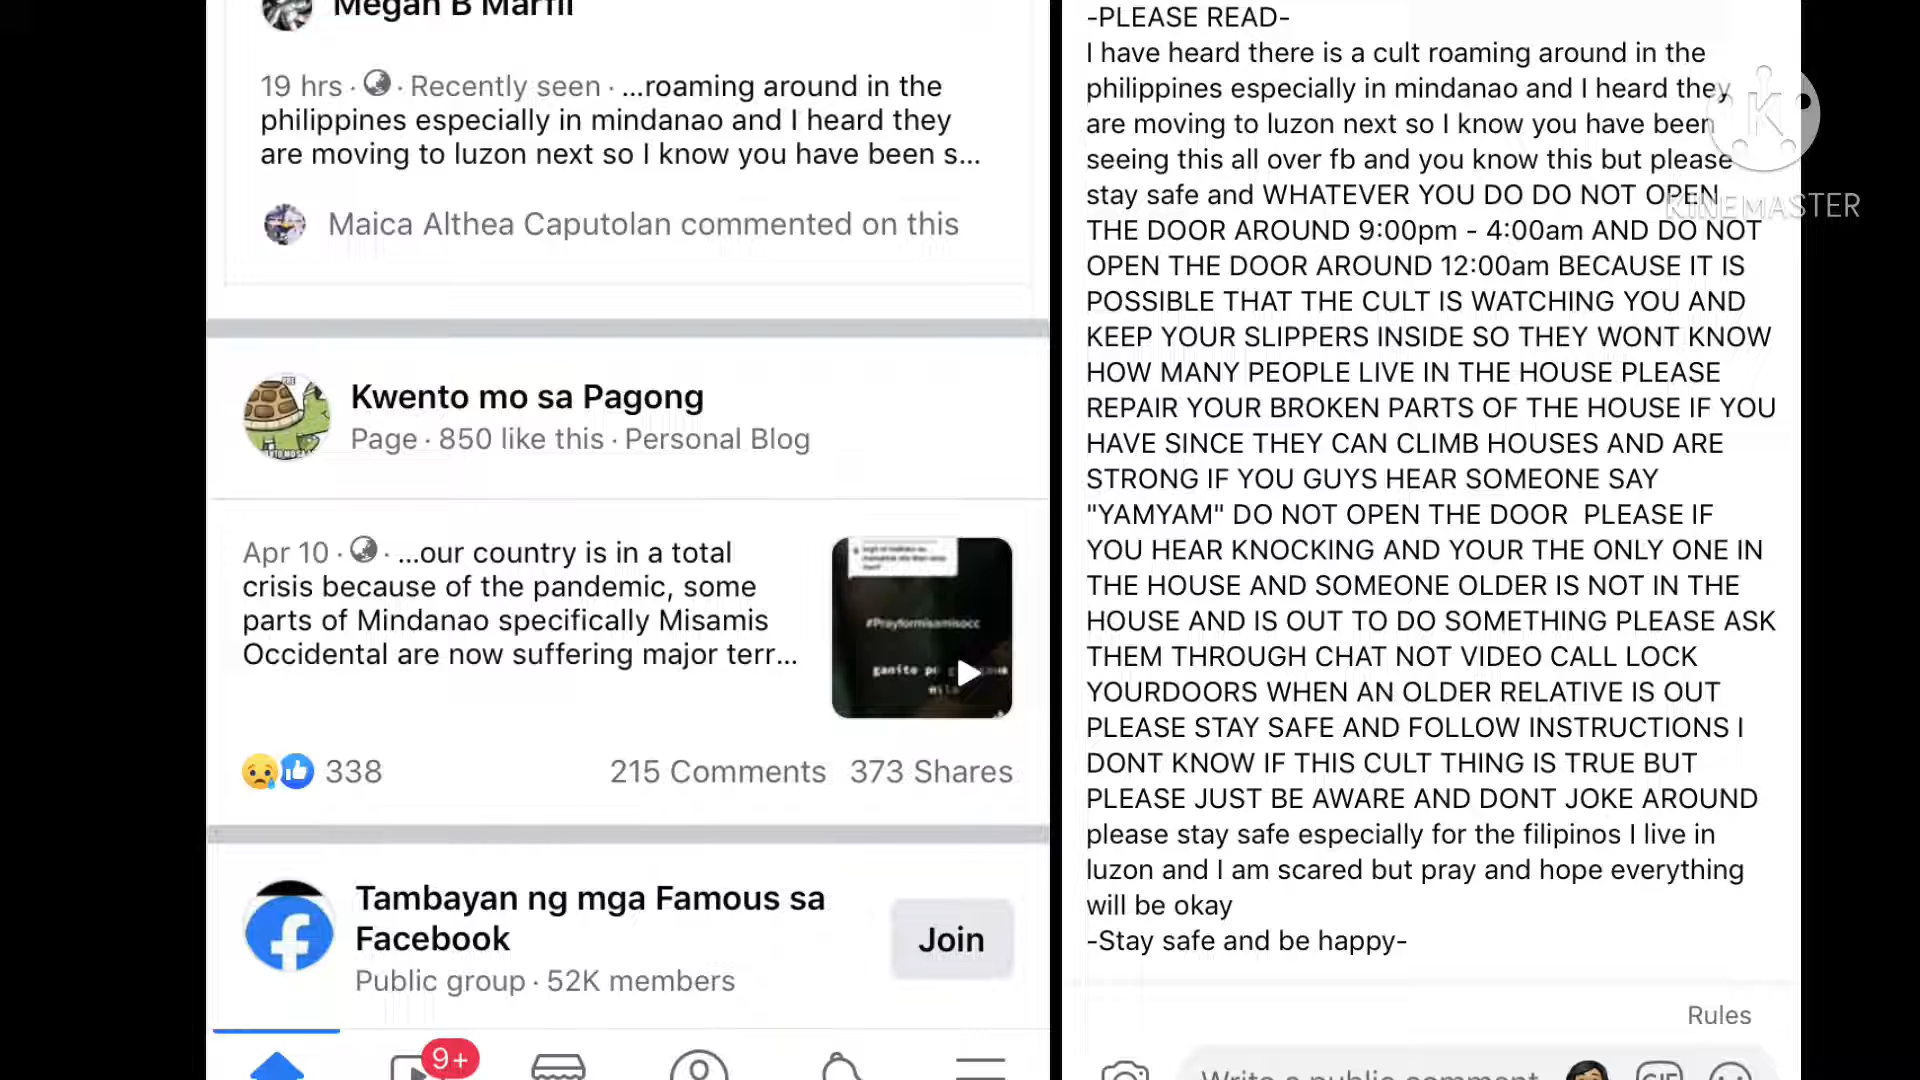 Megan B Marfil
19 hrs · Recently seen · ...roaming around in the
philippines especially in mindanao and I heard they
are moving to luzon next so I know you have been s...
Maica Althea Caputolan commented on this
Kwento mo sa Pagong
Page · 850 like this · Personal Blog
Apr 10 · ...our country is in a total
crisis because of the pandemic, some
parts of Mindanao specifically Misamis
Occidental are now suffering major terr...
#Prayformisamisocc
ganito po
nila
338
215 Comments 373 Shares
Tambayan ng mga Famous sa
Facebook
Public group · 52K members
Join
9+
-PLEASE READ-
I have heard there is a cult roaming around in the
philippines especially in mindanao and I heard they
are moving to luzon next so I know you have been
seeing this all over fb and you know this but please
stay safe and WHATEVER YOU DO DO NOT OPEN
THE DOOR AROUND 9:00pm - 4:00am AND DO NOT
OPEN THE DOOR AROUND 12:00am BECAUSE IT IS
POSSIBLE THAT THE CULT IS WATCHING YOU AND
KEEP YOUR SLIPPERS INSIDE SO THEY WONT KNOW
HOW MANY PEOPLE LIVE IN THE HOUSE PLEASE
REPAIR YOUR BROKEN PARTS OF THE HOUSE IF YOU
HAVE SINCE THEY CAN CLIMB HOUSES AND ARE
STRONG IF YOU GUYS HEAR SOMEONE SAY
"YAMYAM" DO NOT OPEN THE DOOR  PLEASE IF
YOU HEAR KNOCKING AND YOUR THE ONLY ONE IN
THE HOUSE AND SOMEONE OLDER IS NOT IN THE
HOUSE AND IS OUT TO DO SOMETHING PLEASE ASK
THEM THROUGH CHAT NOT VIDEO CALL LOCK
YOURDOORS WHEN AN OLDER RELATIVE IS OUT
PLEASE STAY SAFE AND FOLLOW INSTRUCTIONS I
DONT KNOW IF THIS CULT THING IS TRUE BUT
PLEASE JUST BE AWARE AND DONT JOKE AROUND
please stay safe especially for the filipinos I live in
luzon and I am scared but pray and hope everything
will be okay
-Stay safe and be happy-
Rules
Write a public comment
GIF
K
KINEMASTER